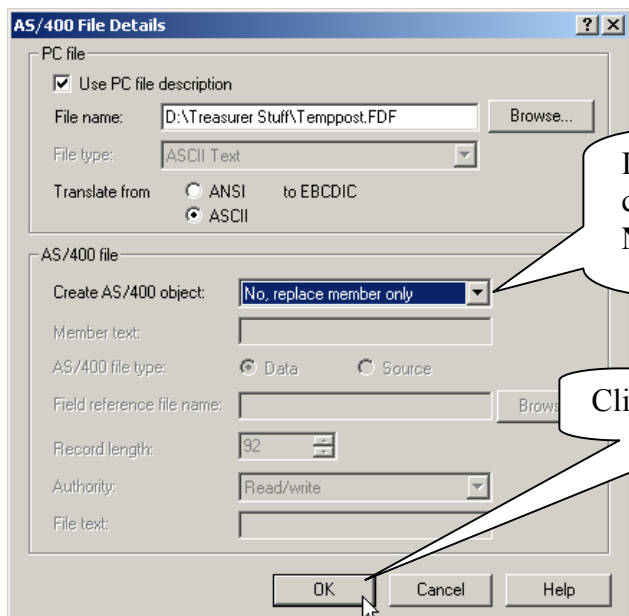 AS/400 File Details
PC file
Use PC file description
File name: D:\Treasurer Stuff\Temppost.FDF Browse...
File type: ASCII Text
Translate from ANSI to EBCDIC
ASCII
AS/400 file
Create AS/400 object: No, replace member only
Member text:
AS/400 file type: Data Source
Field reference file name:
Record length: 92
Authority: Read/write
File text:
OK Cancel Help